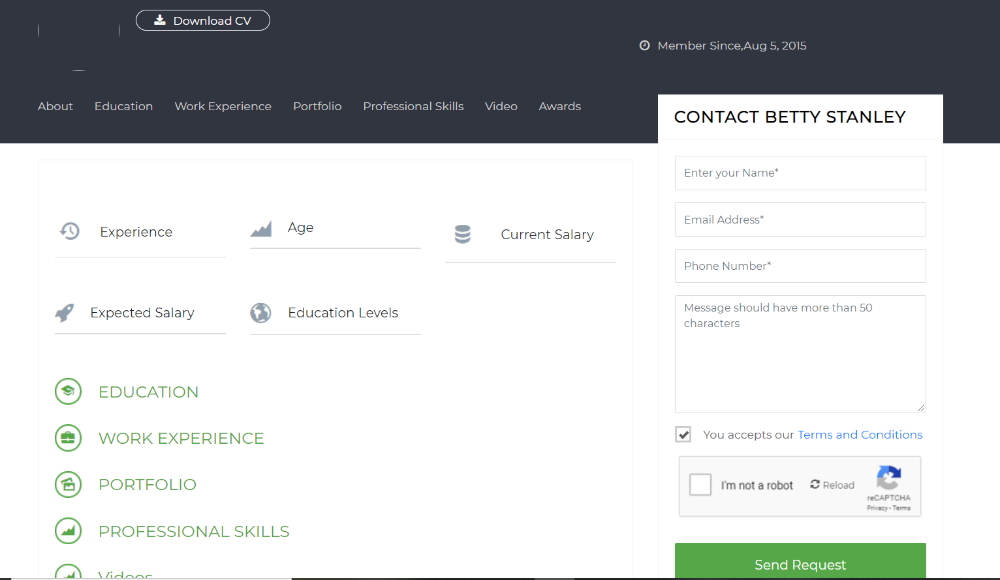 Download CV
Member Since,Aug 5, 2015
About Education Work Experience Portfolio Professional Skills Video Awards
CONTACT BETTY STANLEY
Enter your Name*
Email Address*
Phone Number*
Message should have more than 50
characters
You accepts our Terms and Conditions
I'm not a robot
Reload
reCAPTCHA
Privacy - Terms
Send Request
Experience
Age
Current Salary
Expected Salary
Education Levels
EDUCATION
WORK EXPERIENCE
PORTFOLIO
PROFESSIONAL SKILLS
Videos